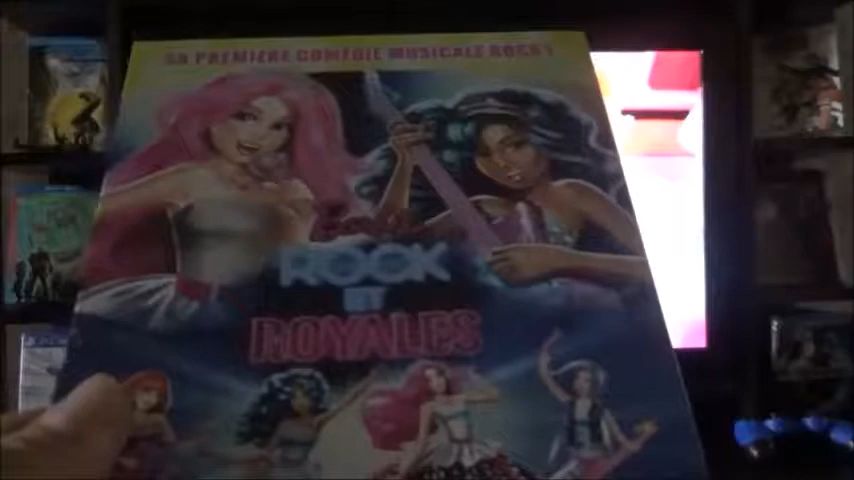 SA PREMIÈRE COMÉDIE MUSICALE ROCK !
ROCK
ET
ROYALES